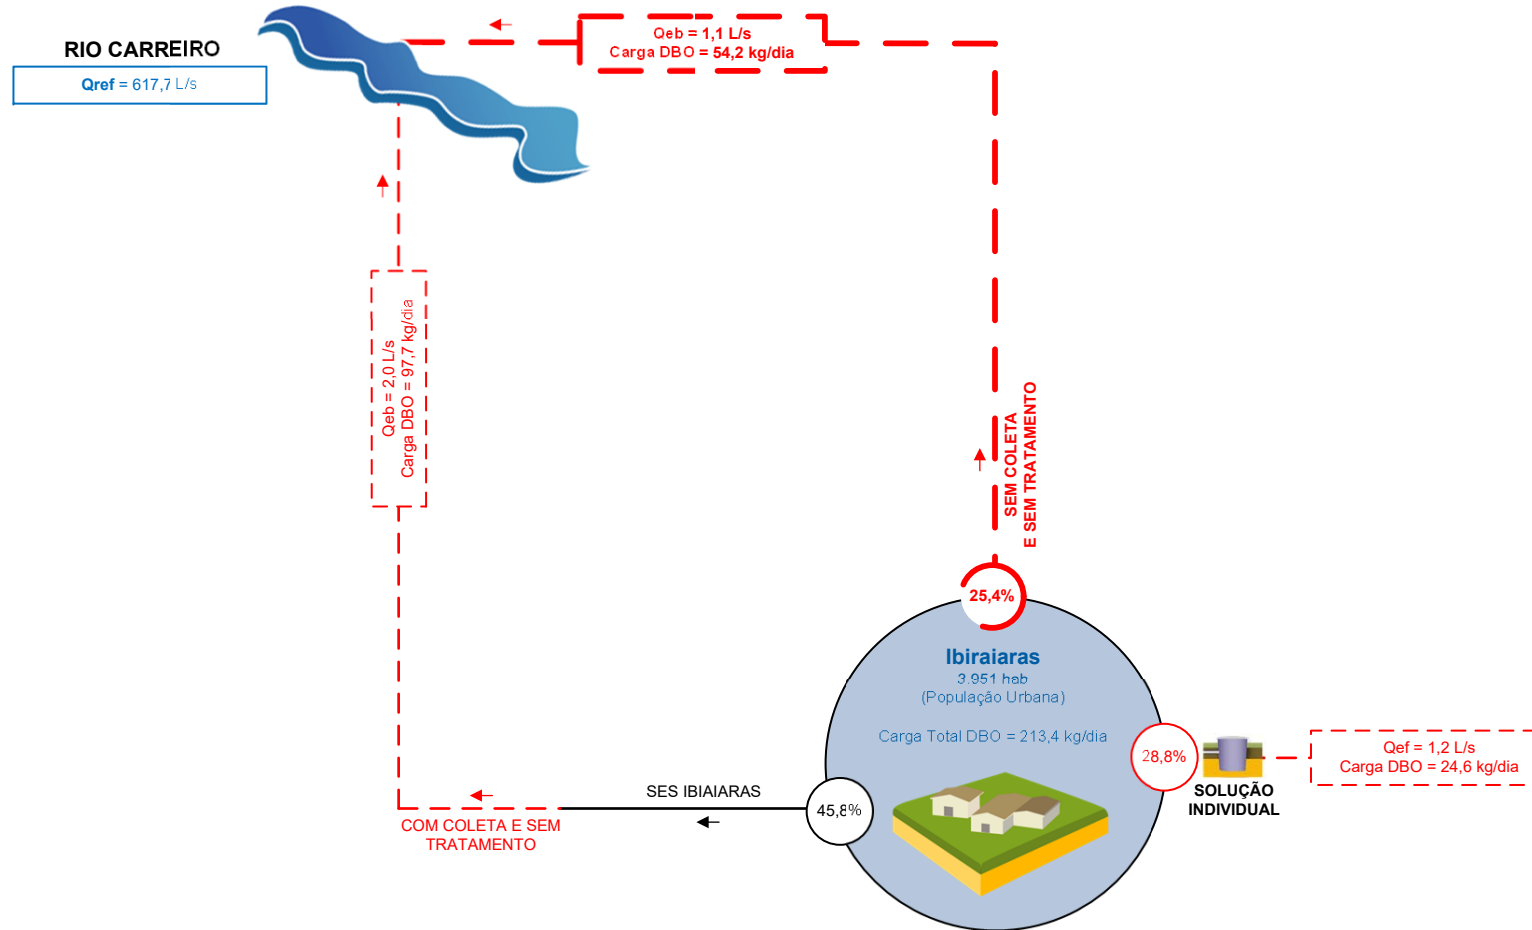 RIO CARREIRO
Qref = 617,7 L/s
Qeb = 1,1 L/s
Carga DBO = 54,2 kg/dia
Qeb = 2,0 L/s
Carga DBO = 97,7 kg/dia
SEM COLETA
E SEM TRATAMENTO
25,4%
Ibiraiaras
3.951 hab
(População Urbana)
Carga Total DBO = 213,4 kg/dia
28,8%
SOLUÇÃO
INDIVIDUAL
Qef = 1,2 L/s
Carga DBO = 24,6 kg/dia
45,8%
SES IBIAIARAS
COM COLETA E SEM
TRATAMENTO